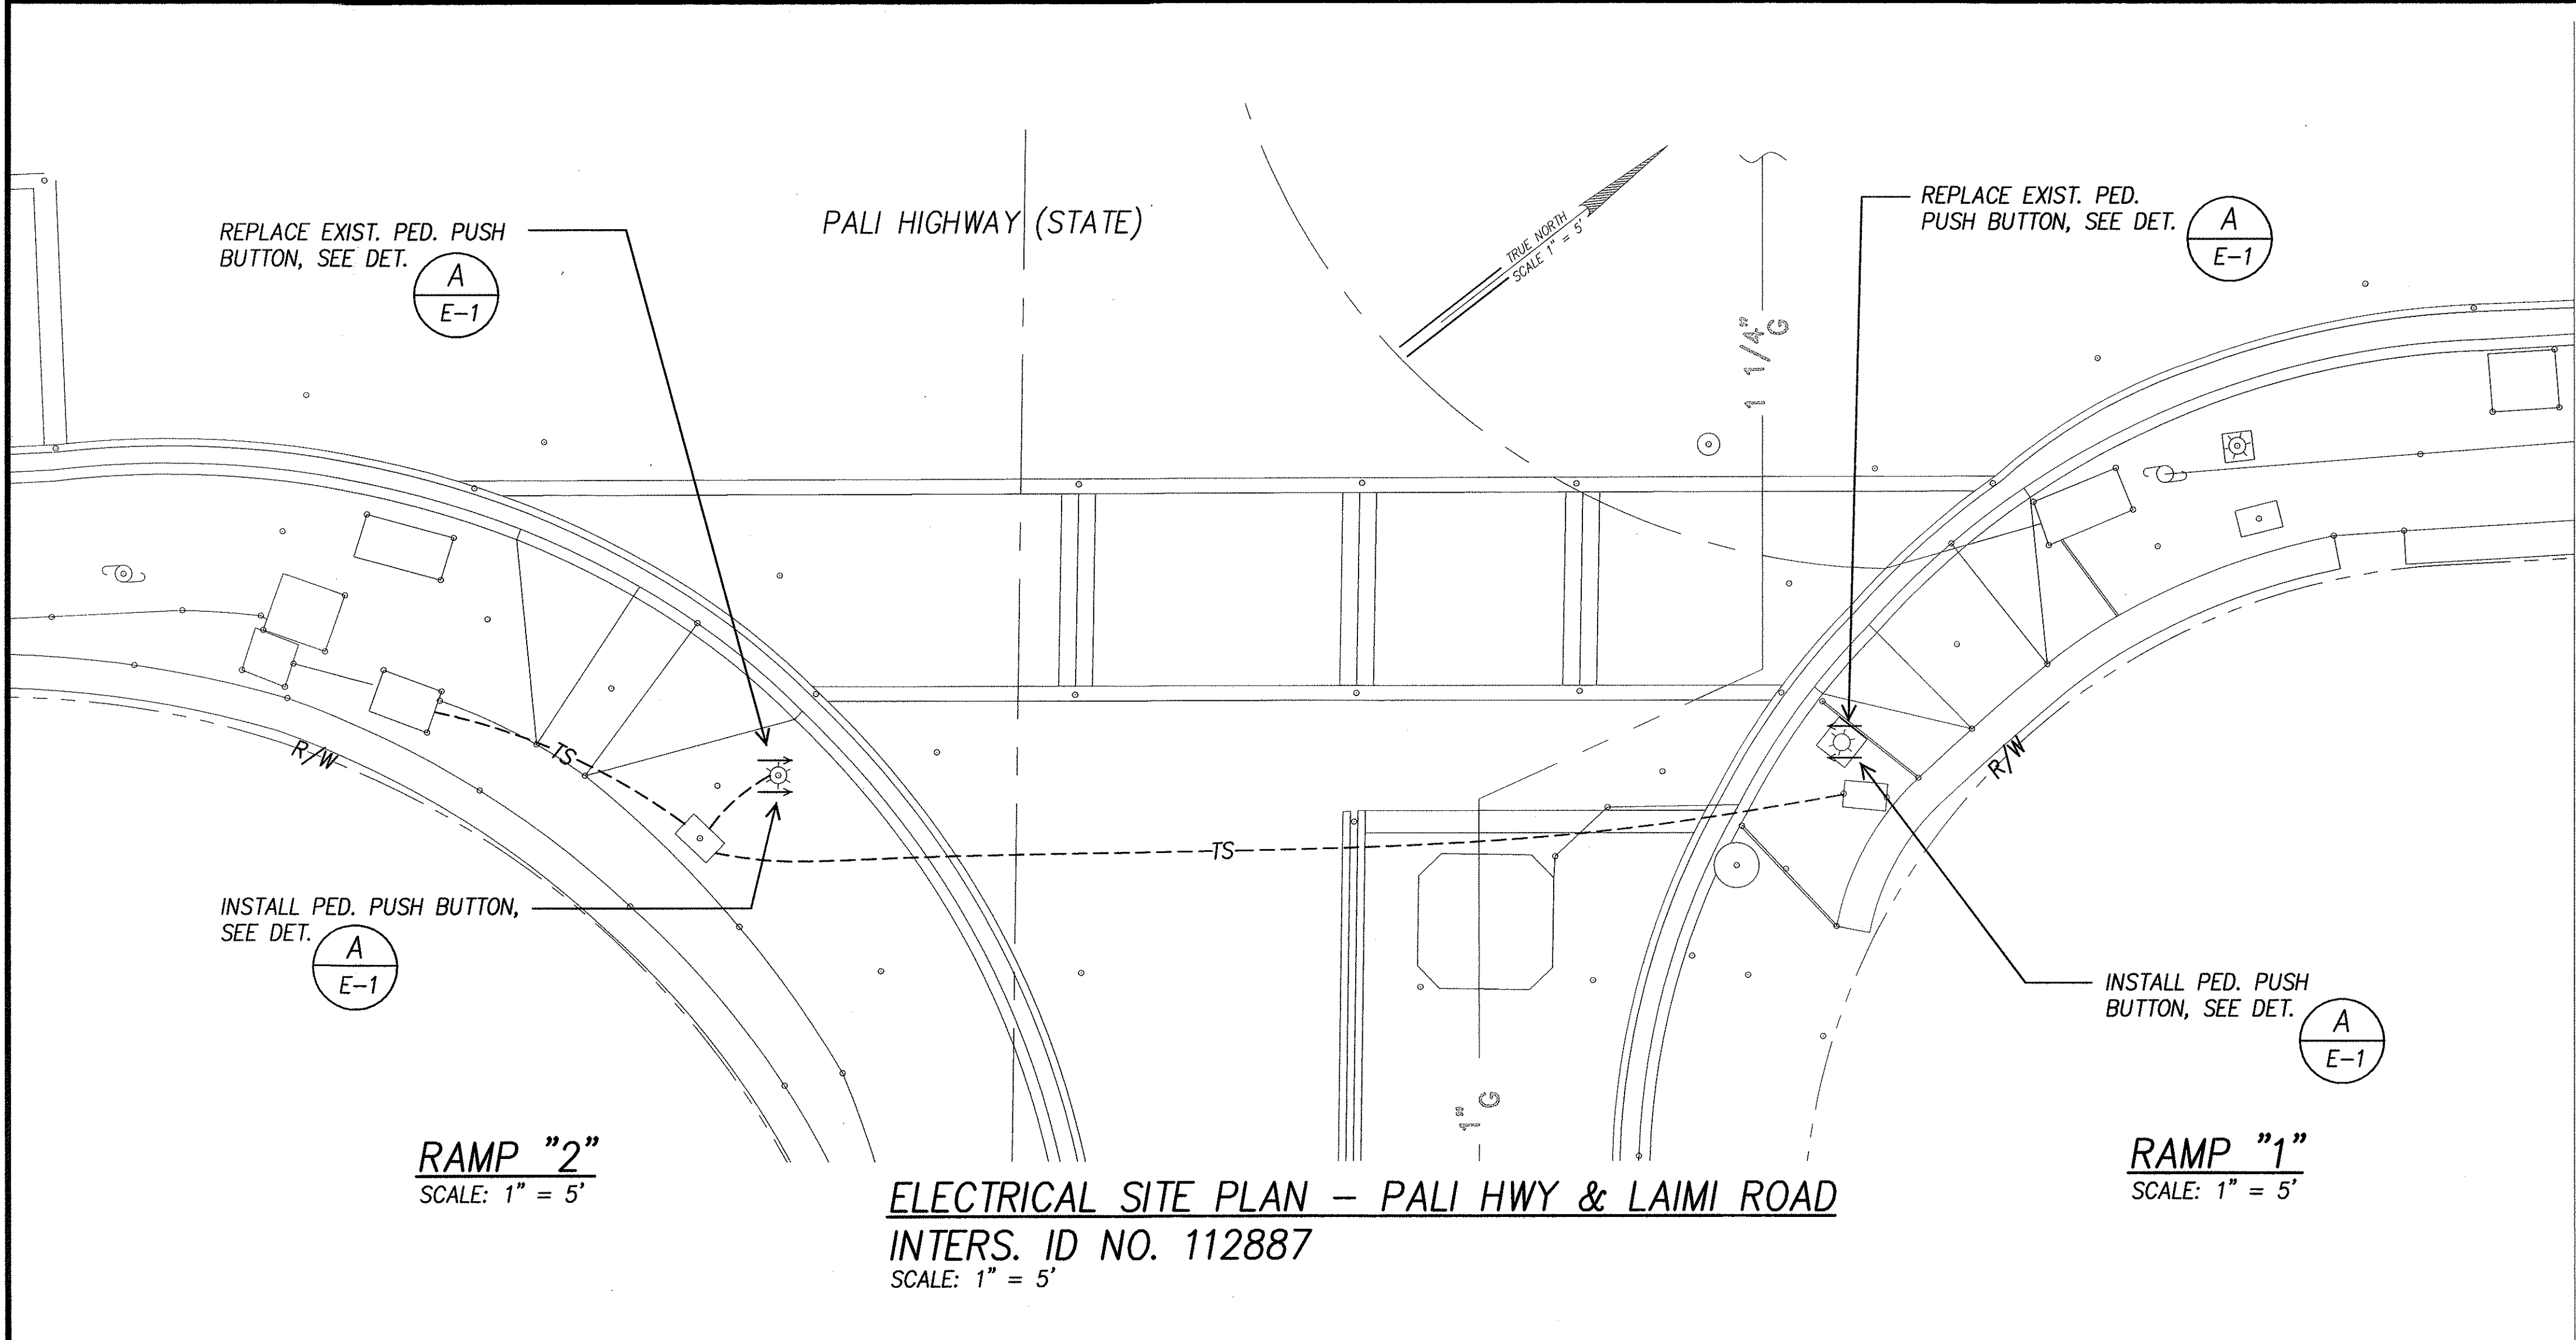 PALI HIGHWAY (STATE)
REPLACE EXIST. PED. PUSH
BUTTON, SEE DET.
A
E-1
TRUE NORTH
SCALE 1" = 5'
1 1/4"
G
REPLACE EXIST. PED.
PUSH BUTTON, SEE DET.
A
E-1
R/W
TS
TS
R/W
INSTALL PED. PUSH BUTTON,
SEE DET.
A
E-1
1"
G
INSTALL PED. PUSH
BUTTON, SEE DET.
A
E-1
RAMP "2"
SCALE: 1" = 5'
RAMP "1"
SCALE: 1" = 5'
ELECTRICAL SITE PLAN – PALI HWY & LAIMI ROAD
INTERS. ID NO. 112887
SCALE: 1" = 5'